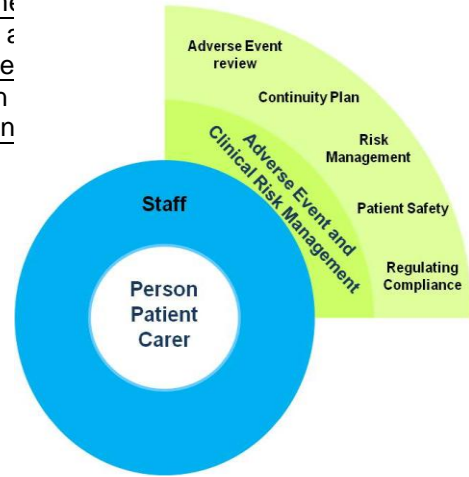 Adverse Event
review
Continuity Plan
Risk
Management
Patient Safety
Regulating
Compliance
Adverse Event and
Clinical Risk Management
Staff
Person
Patient
Carer